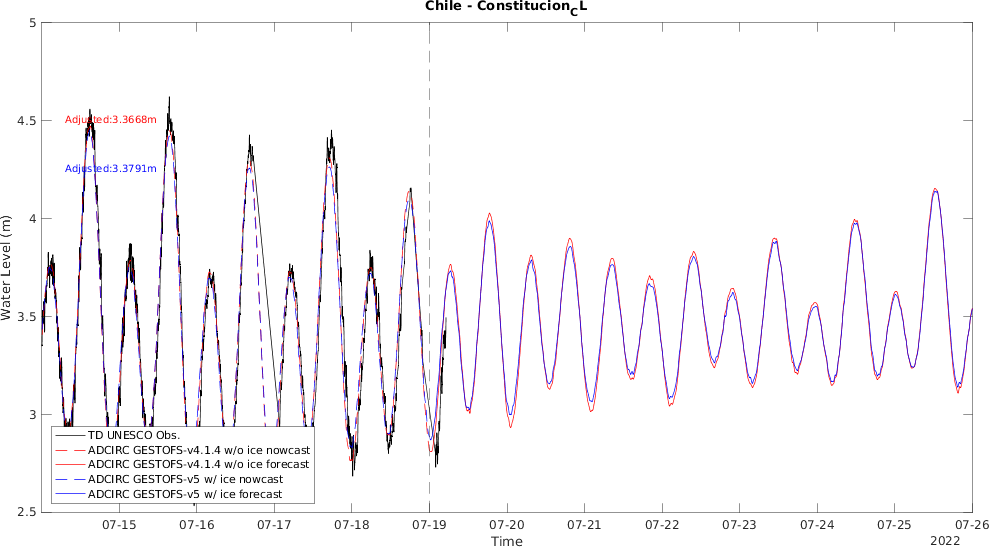 Chile - Constitucion_CL
Water Level (m)
5
4.5
4
3.5
3
2.5
Adjusted:3.3668m
Adjusted:3.3791m
TD UNESCO Obs.
ADCIRC GESTOFS-v4.1.4 w/o ice nowcast
ADCIRC GESTOFS-v4.1.4 w/o ice forecast
ADCIRC GESTOFS-v5 w/ ice nowcast
ADCIRC GESTOFS-v5 w/ ice forecast
07-15 07-16 07-17 07-18 07-19 07-20 07-21 07-22 07-23 07-24 07-25 07-26
Time
2022